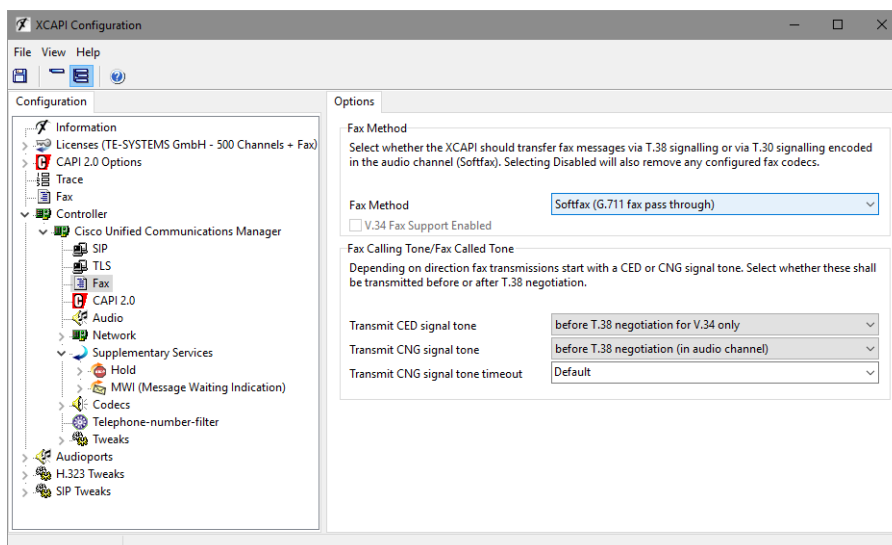 XCAPI Configuration
File View Help
Configuration
Information
Licenses (TE-SYSTEMS GmbH - 500 Channels + Fax)
CAPI 2.0 Options
Trace
Fax
Controller
Cisco Unified Communications Manager
SIP
TLS
Fax
CAPI 2.0
Audio
Network
Supplementary Services
Hold
MWI (Message Waiting Indication)
Codecs
Telephone-number-filter
Tweaks
Audioports
H.323 Tweaks
SIP Tweaks
Options
Fax Method
Select whether the XCAPI should transfer fax messages via T.38 signalling or via T.30 signalling encoded
in the audio channel (Softfax). Selecting Disabled will also remove any configured fax codecs.
Fax Method Softfax (G.711 fax pass through)
V.34 Fax Support Enabled
Fax Calling Tone/Fax Called Tone
Depending on direction fax transmissions start with a CED or CNG signal tone. Select whether these shall
be transmitted before or after T.38 negotiation.
Transmit CED signal tone before T.38 negotiation for V.34 only
Transmit CNG signal tone before T.38 negotiation (in audio channel)
Transmit CNG signal tone timeout Default